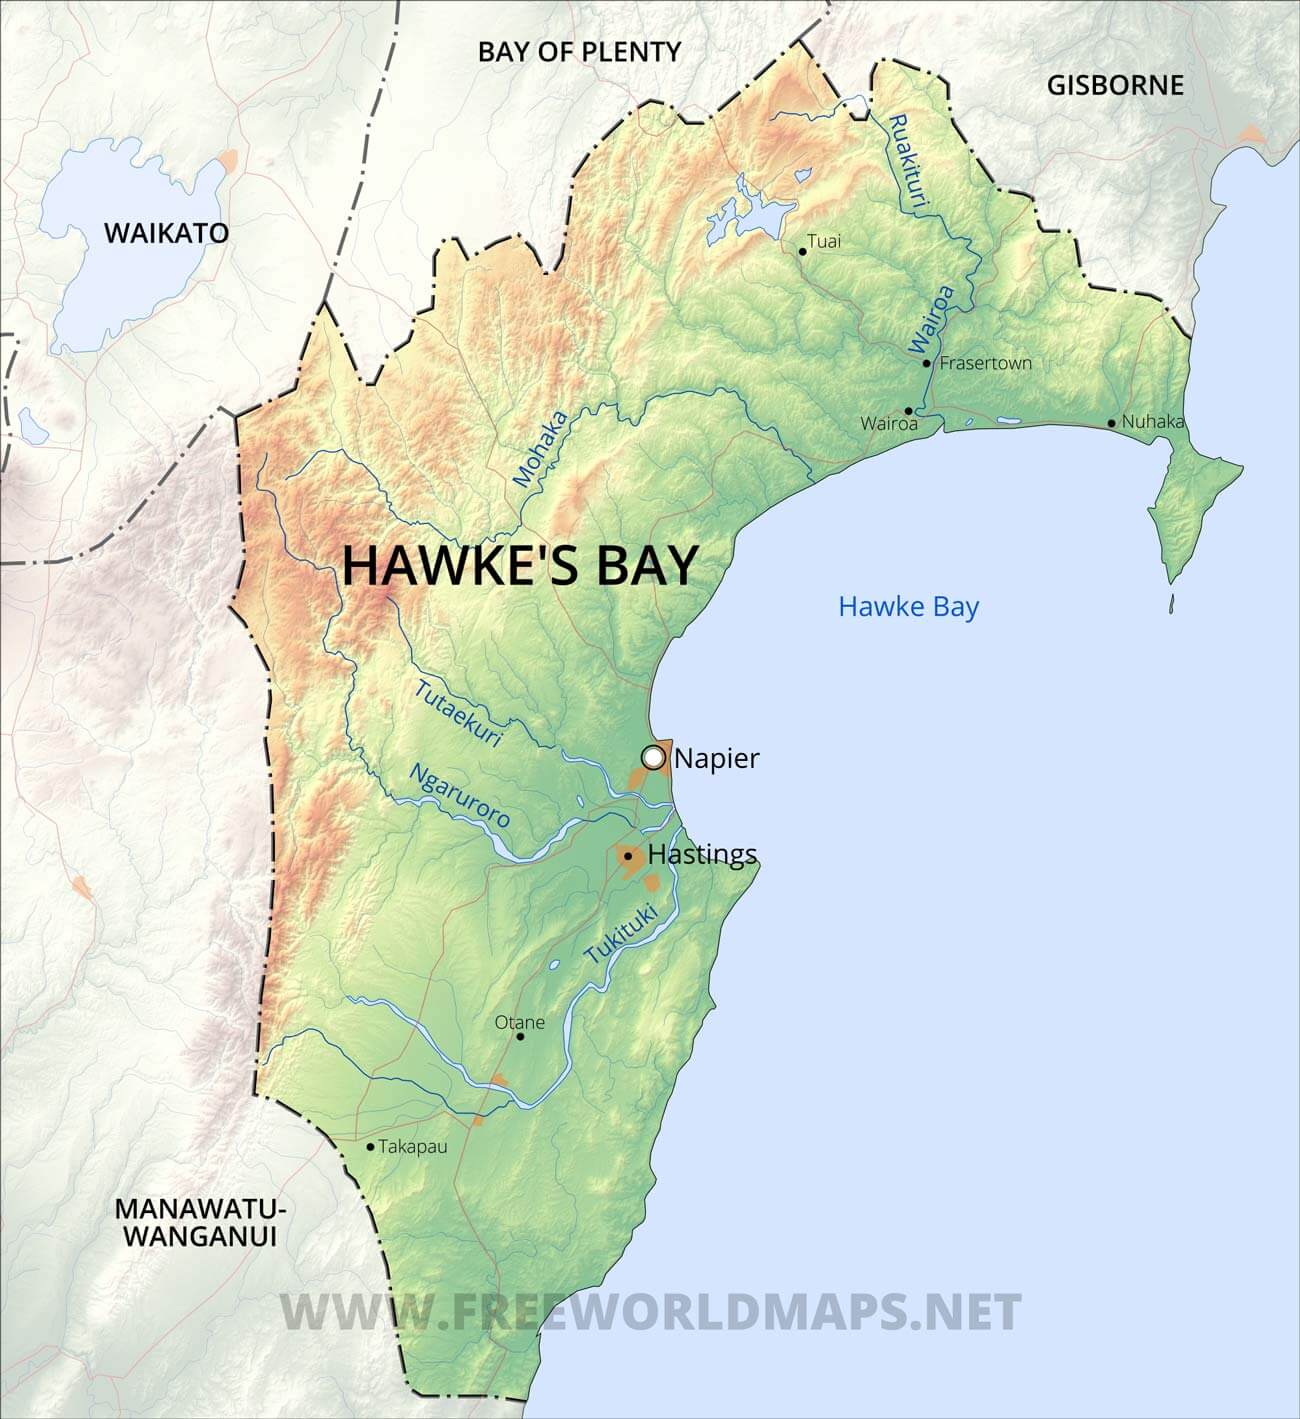 BAY OF PLENTY
GISBORNE
Ruakituri
WAIKATO
Tuai
Wairoa
Frasertown
Wairoa
Nuhaka
Mohaka
HAWKE'S BAY
Hawke Bay
Tutaekuri
Napier
Ngaruroro
Hastings
Tukituki
Otane
Takapau
MANAWATU-
WANGANUI
WWW.FREEWORLDMAPS.NET